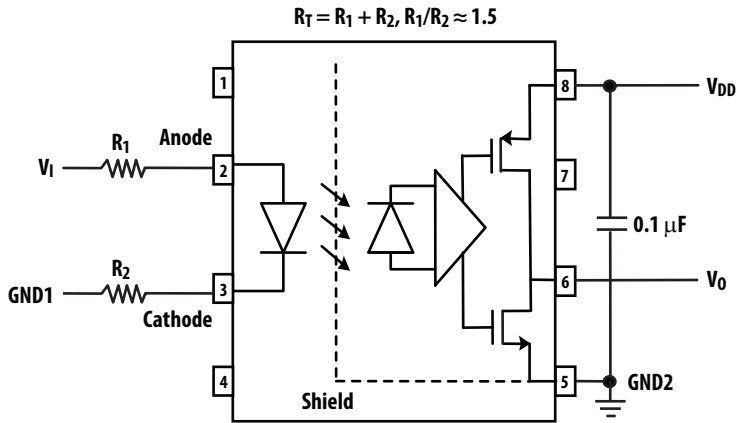 R_T = R_1 + R_2, R_1/R_2 ≈ 1.5
1
8
V_DD
R_1
Anode
V_I
2
7
0.1 μF
R_2
GND1
3
6
V_O
Cathode
4
Shield
5
GND2